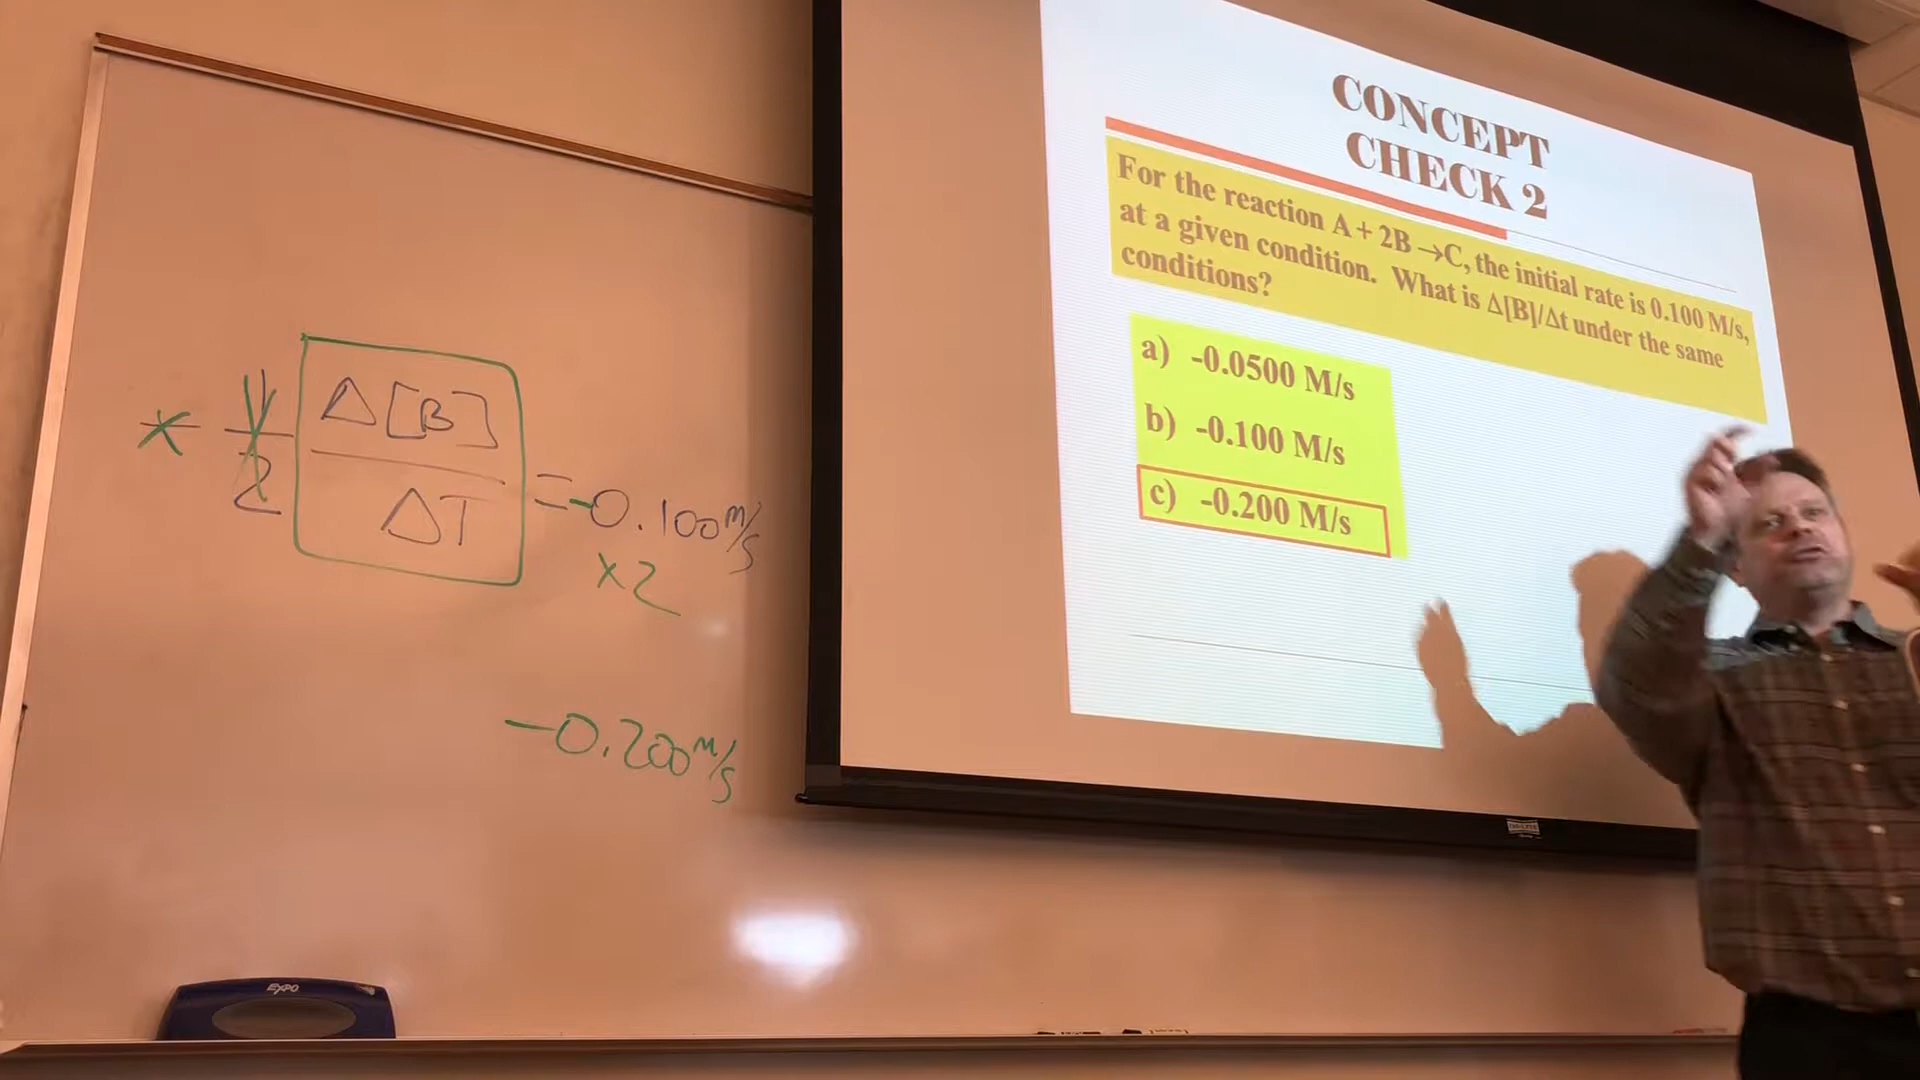 - 1/2 Δ[B]/ΔT = -0.100 M/s
x2
-0.200 M/s
EXPO
CONCEPT
CHECK 2
For the reaction A + 2B →C, the initial rate is 0.100 M/s,
at a given condition. What is Δ[B]/Δt under the same
conditions?
a) -0.0500 M/s
b) -0.100 M/s
c) -0.200 M/s